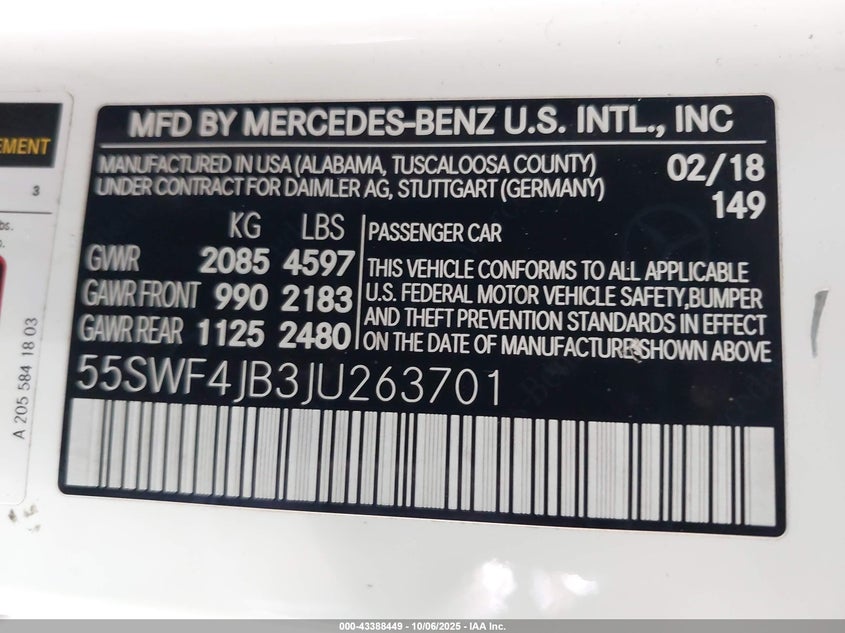 MFD BY MERCEDES-BENZ U.S. INTL., INC
MANUFACTURED IN USA (ALABAMA, TUSCALOOSA COUNTY)
UNDER CONTRACT FOR DAIMLER AG, STUTTGART (GERMANY)
02/18
149
KG LBS
GVWR 2085 4597
GAWR FRONT 990 2183
GAWR REAR 1125 2480
PASSENGER CAR
THIS VEHICLE CONFORMS TO ALL APPLICABLE
U.S. FEDERAL MOTOR VEHICLE SAFETY,BUMPER
AND THEFT PREVENTION STANDARDS IN EFFECT
ON THE DATE OF MANUFACTURE SHOWN ABOVE
55SWF4JB3JU263701
EMENT
3
bs.
A 205 584 18 03
000-43388449 - 10/06/2025 - IAA Inc.